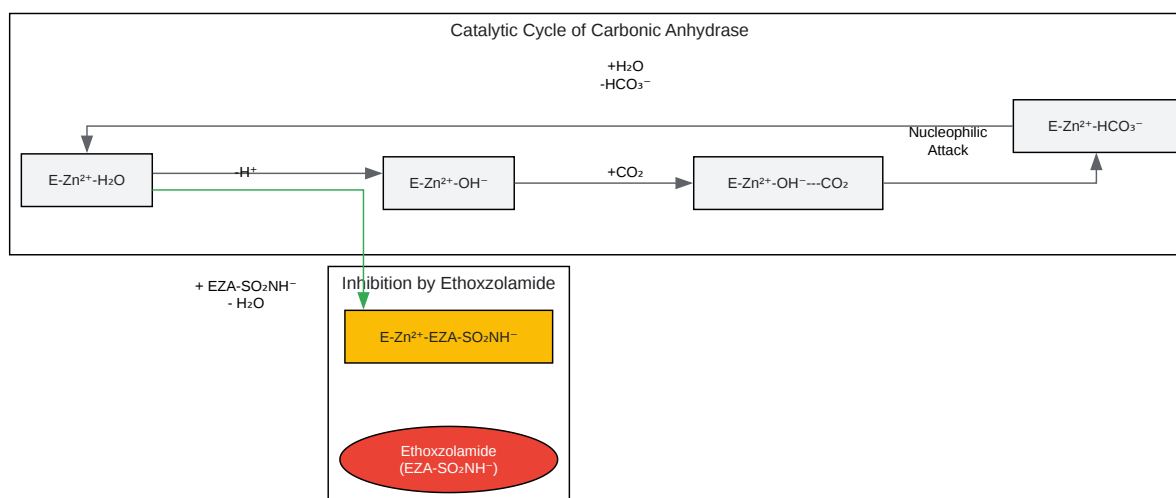 Catalytic Cycle of Carbonic Anhydrase
+H₂O
-HCO₃⁻
E-Zn²⁺-HCO₃⁻
Nucleophilic
Attack
E-Zn²⁺-H₂O
-H⁺
E-Zn²⁺-OH⁻
+CO₂
E-Zn²⁺-OH⁻---CO₂
Inhibition by Ethoxzolamide
+ EZA-SO₂NH⁻
- H₂O
E-Zn²⁺-EZA-SO₂NH⁻
Ethoxzolamide
(EZA-SO₂NH⁻)